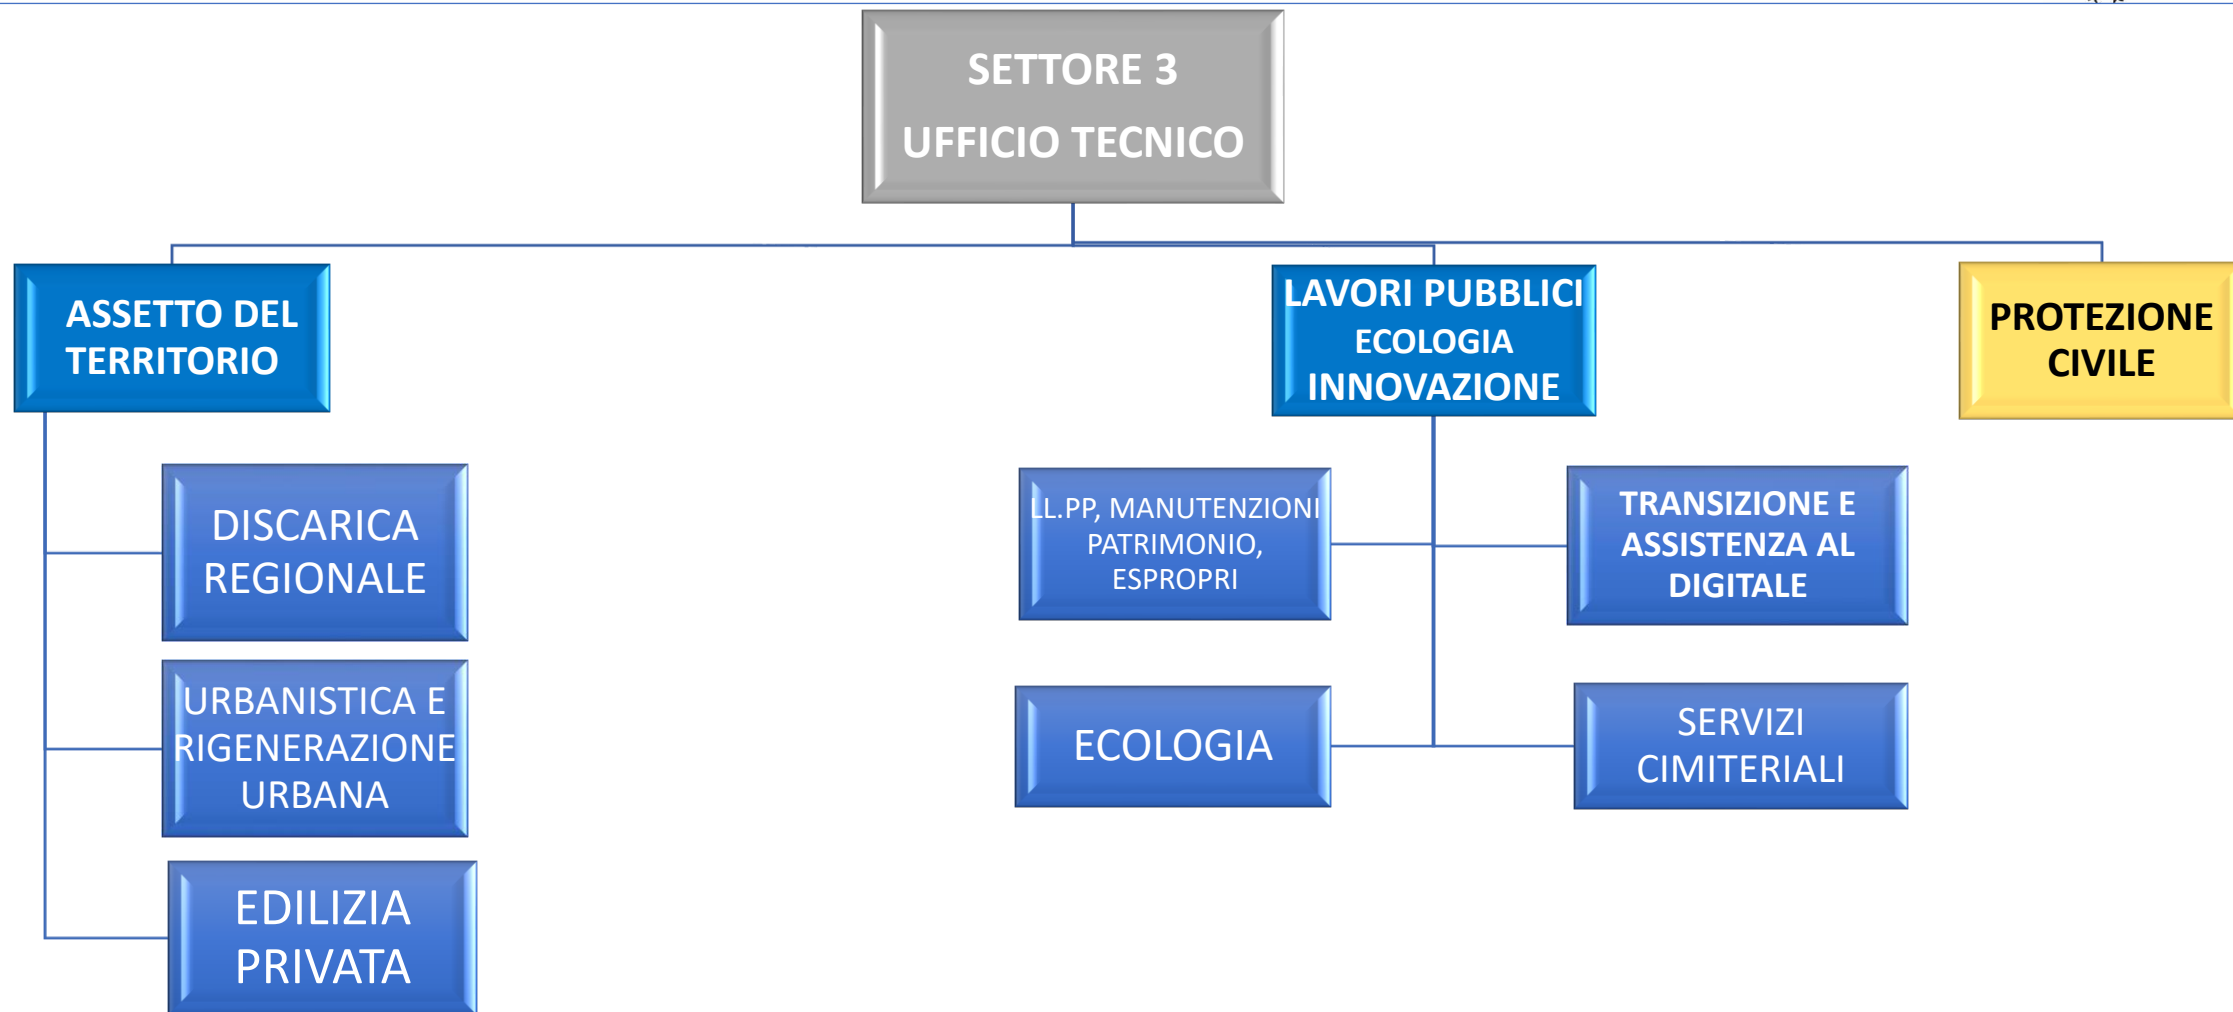 SETTORE 3
UFFICIO TECNICO
ASSETTO DEL
TERRITORIO
LAVORI PUBBLICI
ECOLOGIA
INNOVAZIONE
PROTEZIONE
CIVILE
DISCARICA
REGIONALE
URBANISTICA E
RIGENERAZIONE
URBANA
EDILIZIA
PRIVATA
LL.PP, MANUTENZIONI
PATRIMONIO,
ESPROPRI
TRANSIZIONE E
ASSISTENZA AL
DIGITALE
ECOLOGIA
SERVIZI
CIMITERIALI